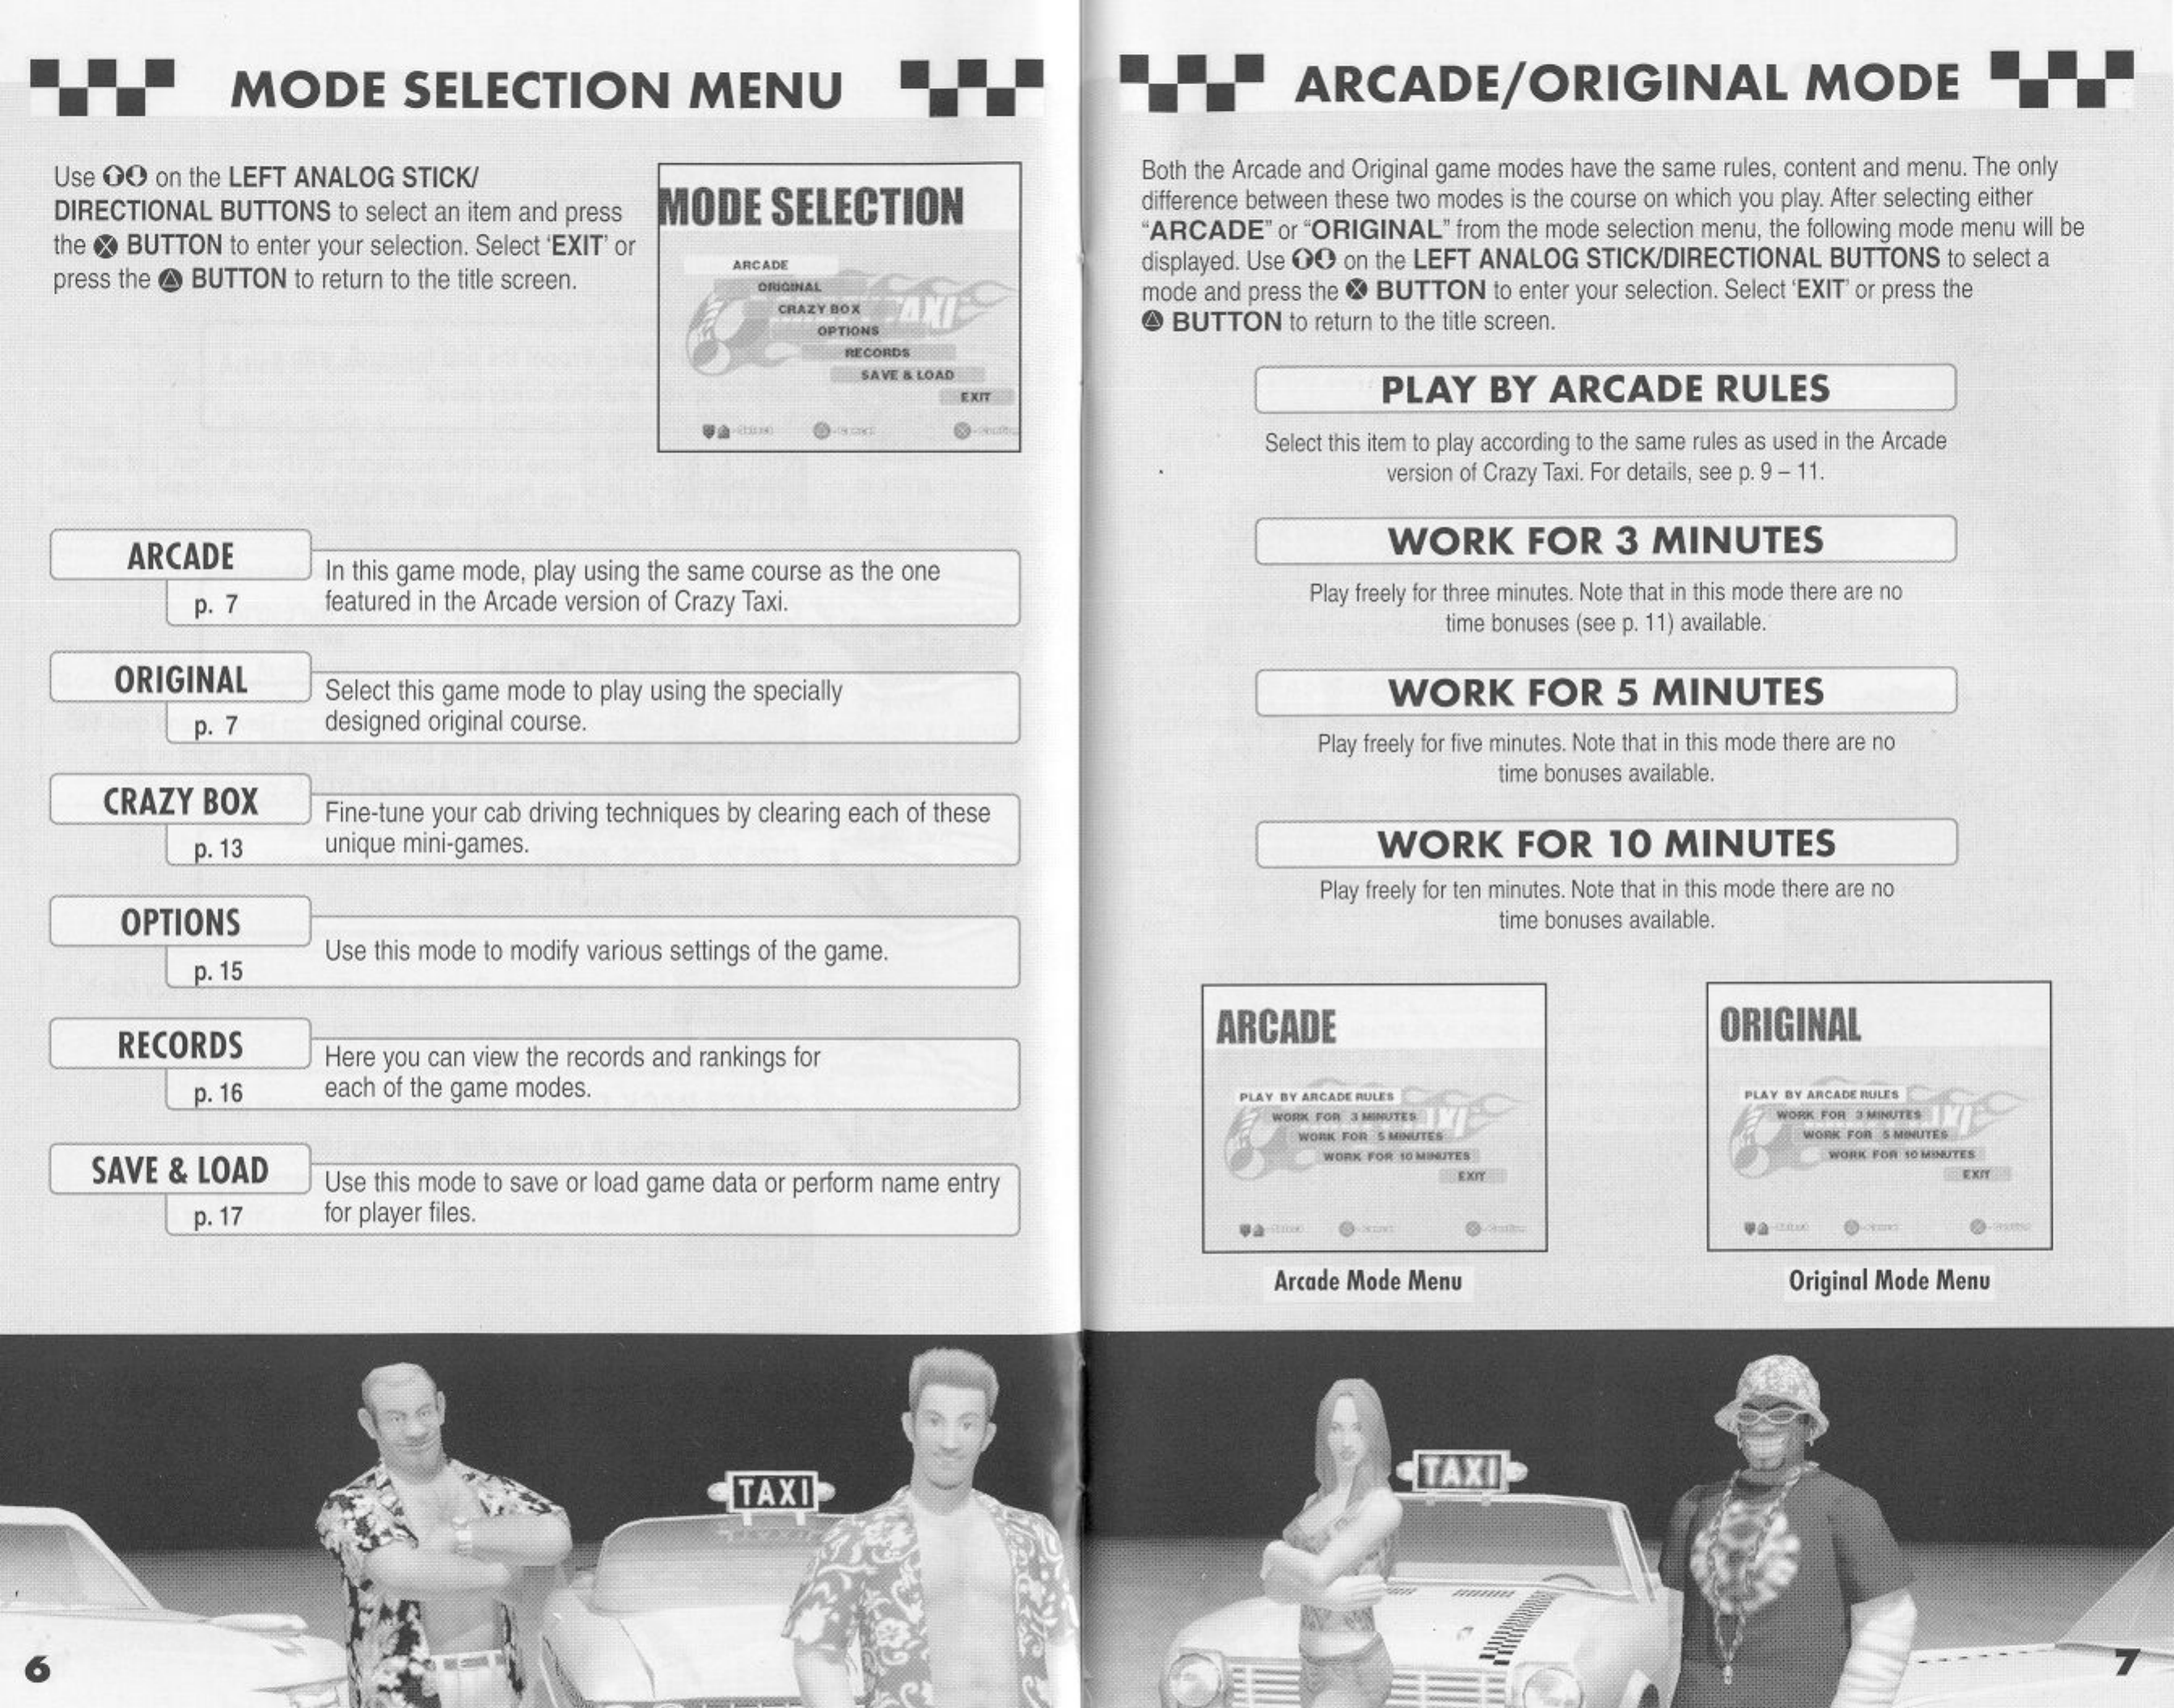 MODE SELECTION MENU
Use on the LEFT ANALOG STICK/
DIRECTIONAL BUTTONS to select an item and press
the BUTTON to enter your selection. Select ‘EXIT’ or
press the BUTTON to return to the title screen.
MODE SELECTION
ARCADE
ORIGINAL
CRAZY BOX
OPTIONS
RECORDS
SAVE & LOAD
EXIT
ARCADE
p. 7
In this game mode, play using the same course as the one
featured in the Arcade version of Crazy Taxi.
ORIGINAL
p. 7
Select this game mode to play using the specially
designed original course.
CRAZY BOX
p. 13
Fine-tune your cab driving techniques by clearing each of these
unique mini-games.
OPTIONS
p. 15
Use this mode to modify various settings of the game.
RECORDS
p. 16
Here you can view the records and rankings for
each of the game modes.
SAVE & LOAD
p. 17
Use this mode to save or load game data or perform name entry
for player files.
TAXI
6
ARCADE/ORIGINAL MODE
Both the Arcade and Original game modes have the same rules, content and menu. The only
difference between these two modes is the course on which you play. After selecting either
“ARCADE” or “ORIGINAL” from the mode selection menu, the following mode menu will be
displayed. Use on the LEFT ANALOG STICK/DIRECTIONAL BUTTONS to select a
mode and press the BUTTON to enter your selection. Select ‘EXIT’ or press the
BUTTON to return to the title screen.
PLAY BY ARCADE RULES
Select this item to play according to the same rules as used in the Arcade
version of Crazy Taxi. For details, see p. 9 – 11.
WORK FOR 3 MINUTES
Play freely for three minutes. Note that in this mode there are no
time bonuses (see p. 11) available.
WORK FOR 5 MINUTES
Play freely for five minutes. Note that in this mode there are no
time bonuses available.
WORK FOR 10 MINUTES
Play freely for ten minutes. Note that in this mode there are no
time bonuses available.
ARCADE
PLAY BY ARCADE RULES
WORK FOR 3 MINUTES
WORK FOR 5 MINUTES
WORK FOR 10 MINUTES
EXIT
Arcade Mode Menu
ORIGINAL
PLAY BY ARCADE RULES
WORK FOR 3 MINUTES
WORK FOR 5 MINUTES
WORK FOR 10 MINUTES
EXIT
Original Mode Menu
TAXI
7